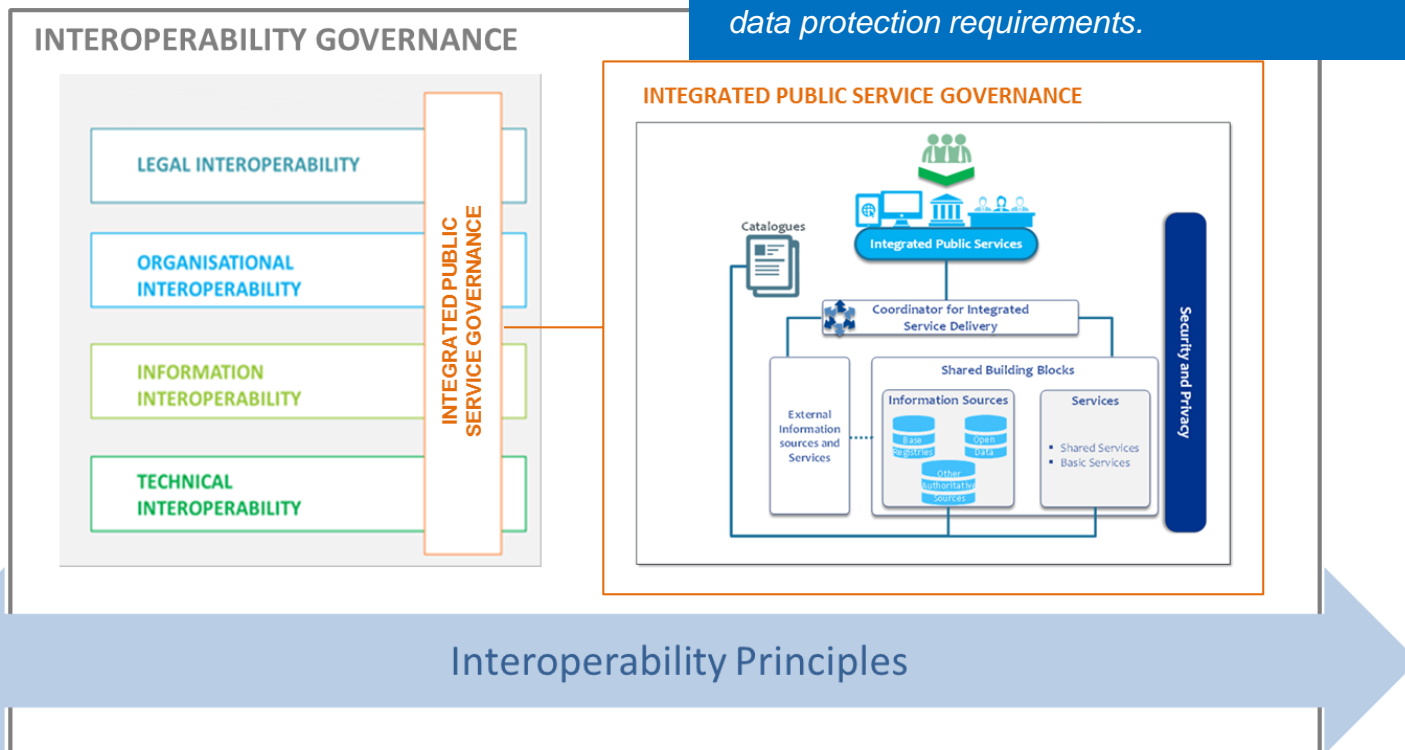 data protection requirements.
INTEROPERABILITY GOVERNANCE
LEGAL INTEROPERABILITY
ORGANISATIONAL
INTEROPERABILITY
INFORMATION
INTEROPERABILITY
TECHNICAL
INTEROPERABILITY
INTEGRATED PUBLIC
SERVICE GOVERNANCE
INTEGRATED PUBLIC SERVICE GOVERNANCE
Catalogues
Integrated Public Services
Coordinator for Integrated
Service Delivery
External
Information
sources and
Services
Shared Building Blocks
Information Sources
Base
Registries
Open
Data
Other
Authoritative
Sources
Services
▪ Shared Services
▪ Basic Services
Security and Privacy
Interoperability Principles